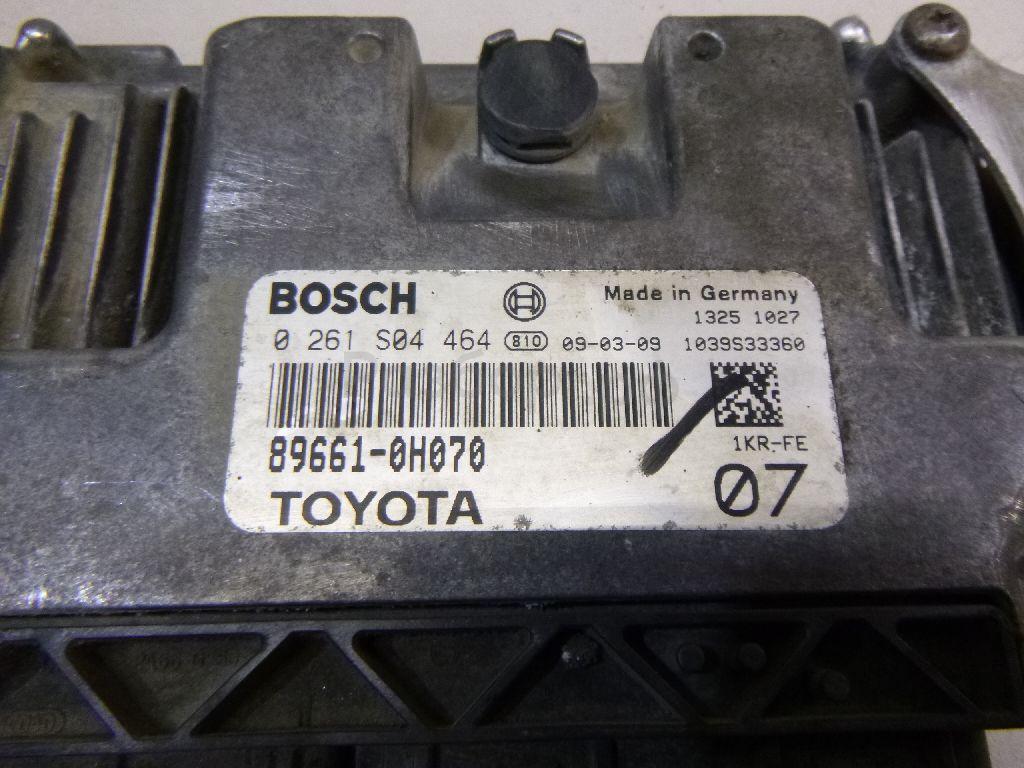 BOSCH Made in Germany
1325 1027
0 261 S04 464 810 09-03-09 1039S33360
89661-0H070
1KR-FE
TOYOTA 07